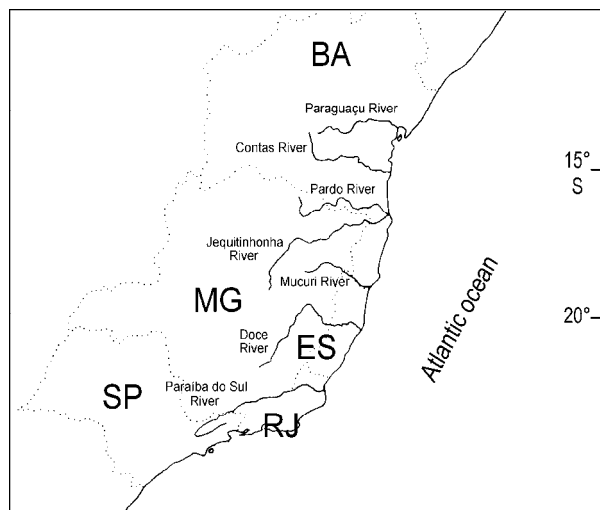 BA
Paraguaçu River
Contas River
15°
S
Pardo River
Jequitinhonha
River
Mucuri River
MG
20°
Doce
River
ES
Atlantic ocean
Paraíba do Sul
River
SP
RJ